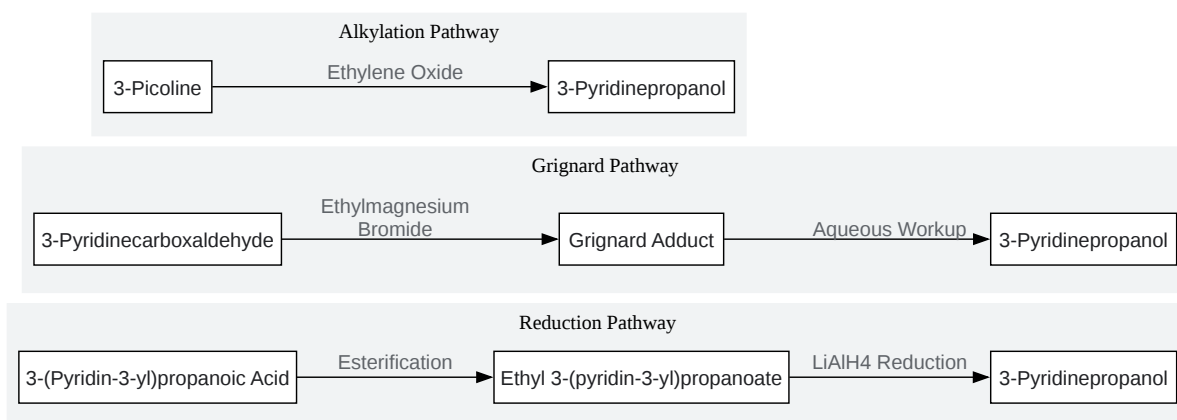 Alkylation Pathway
3-Picoline
Ethylene Oxide
3-Pyridinepropanol
Grignard Pathway
3-Pyridinecarboxaldehyde
Ethylmagnesium
Bromide
Grignard Adduct
Aqueous Workup
3-Pyridinepropanol
Reduction Pathway
3-(Pyridin-3-yl)propanoic Acid
Esterification
Ethyl 3-(pyridin-3-yl)propanoate
LiAlH4 Reduction
3-Pyridinepropanol